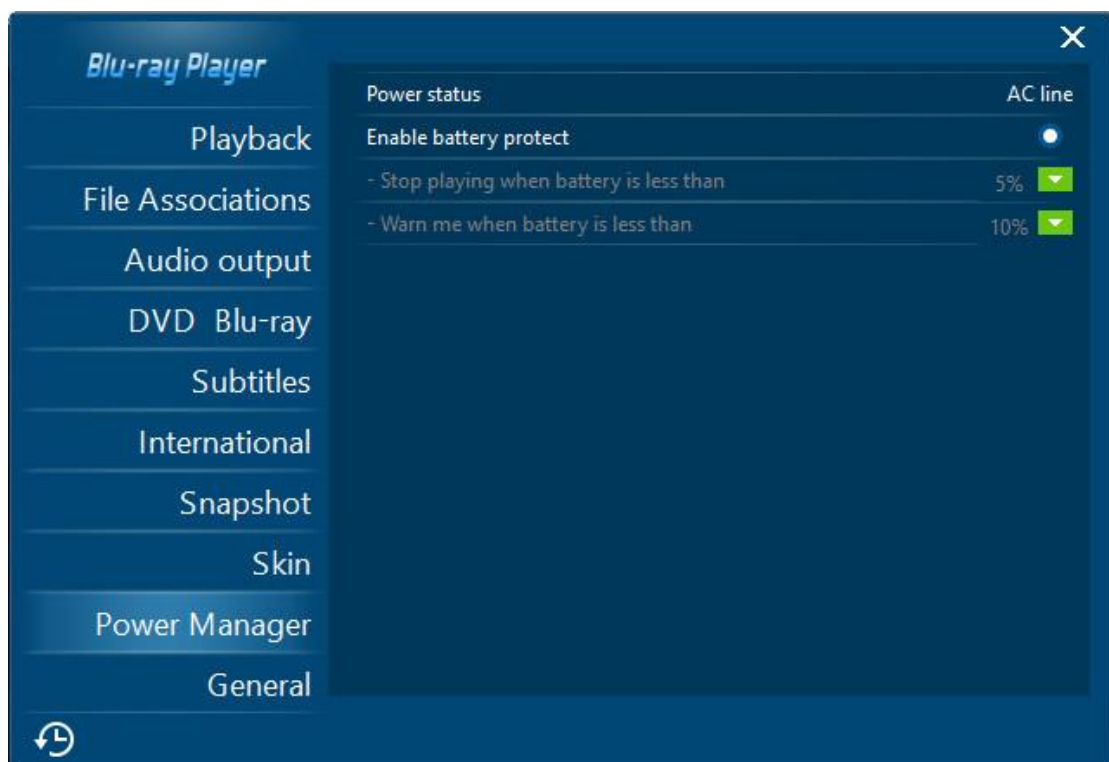 Blu-ray Player
Playback
File Associations
Audio output
DVD Blu-ray
Subtitles
International
Snapshot
Skin
Power Manager
General
Power status AC line
Enable battery protect
- Stop playing when battery is less than 5%
- Warn me when battery is less than 10%